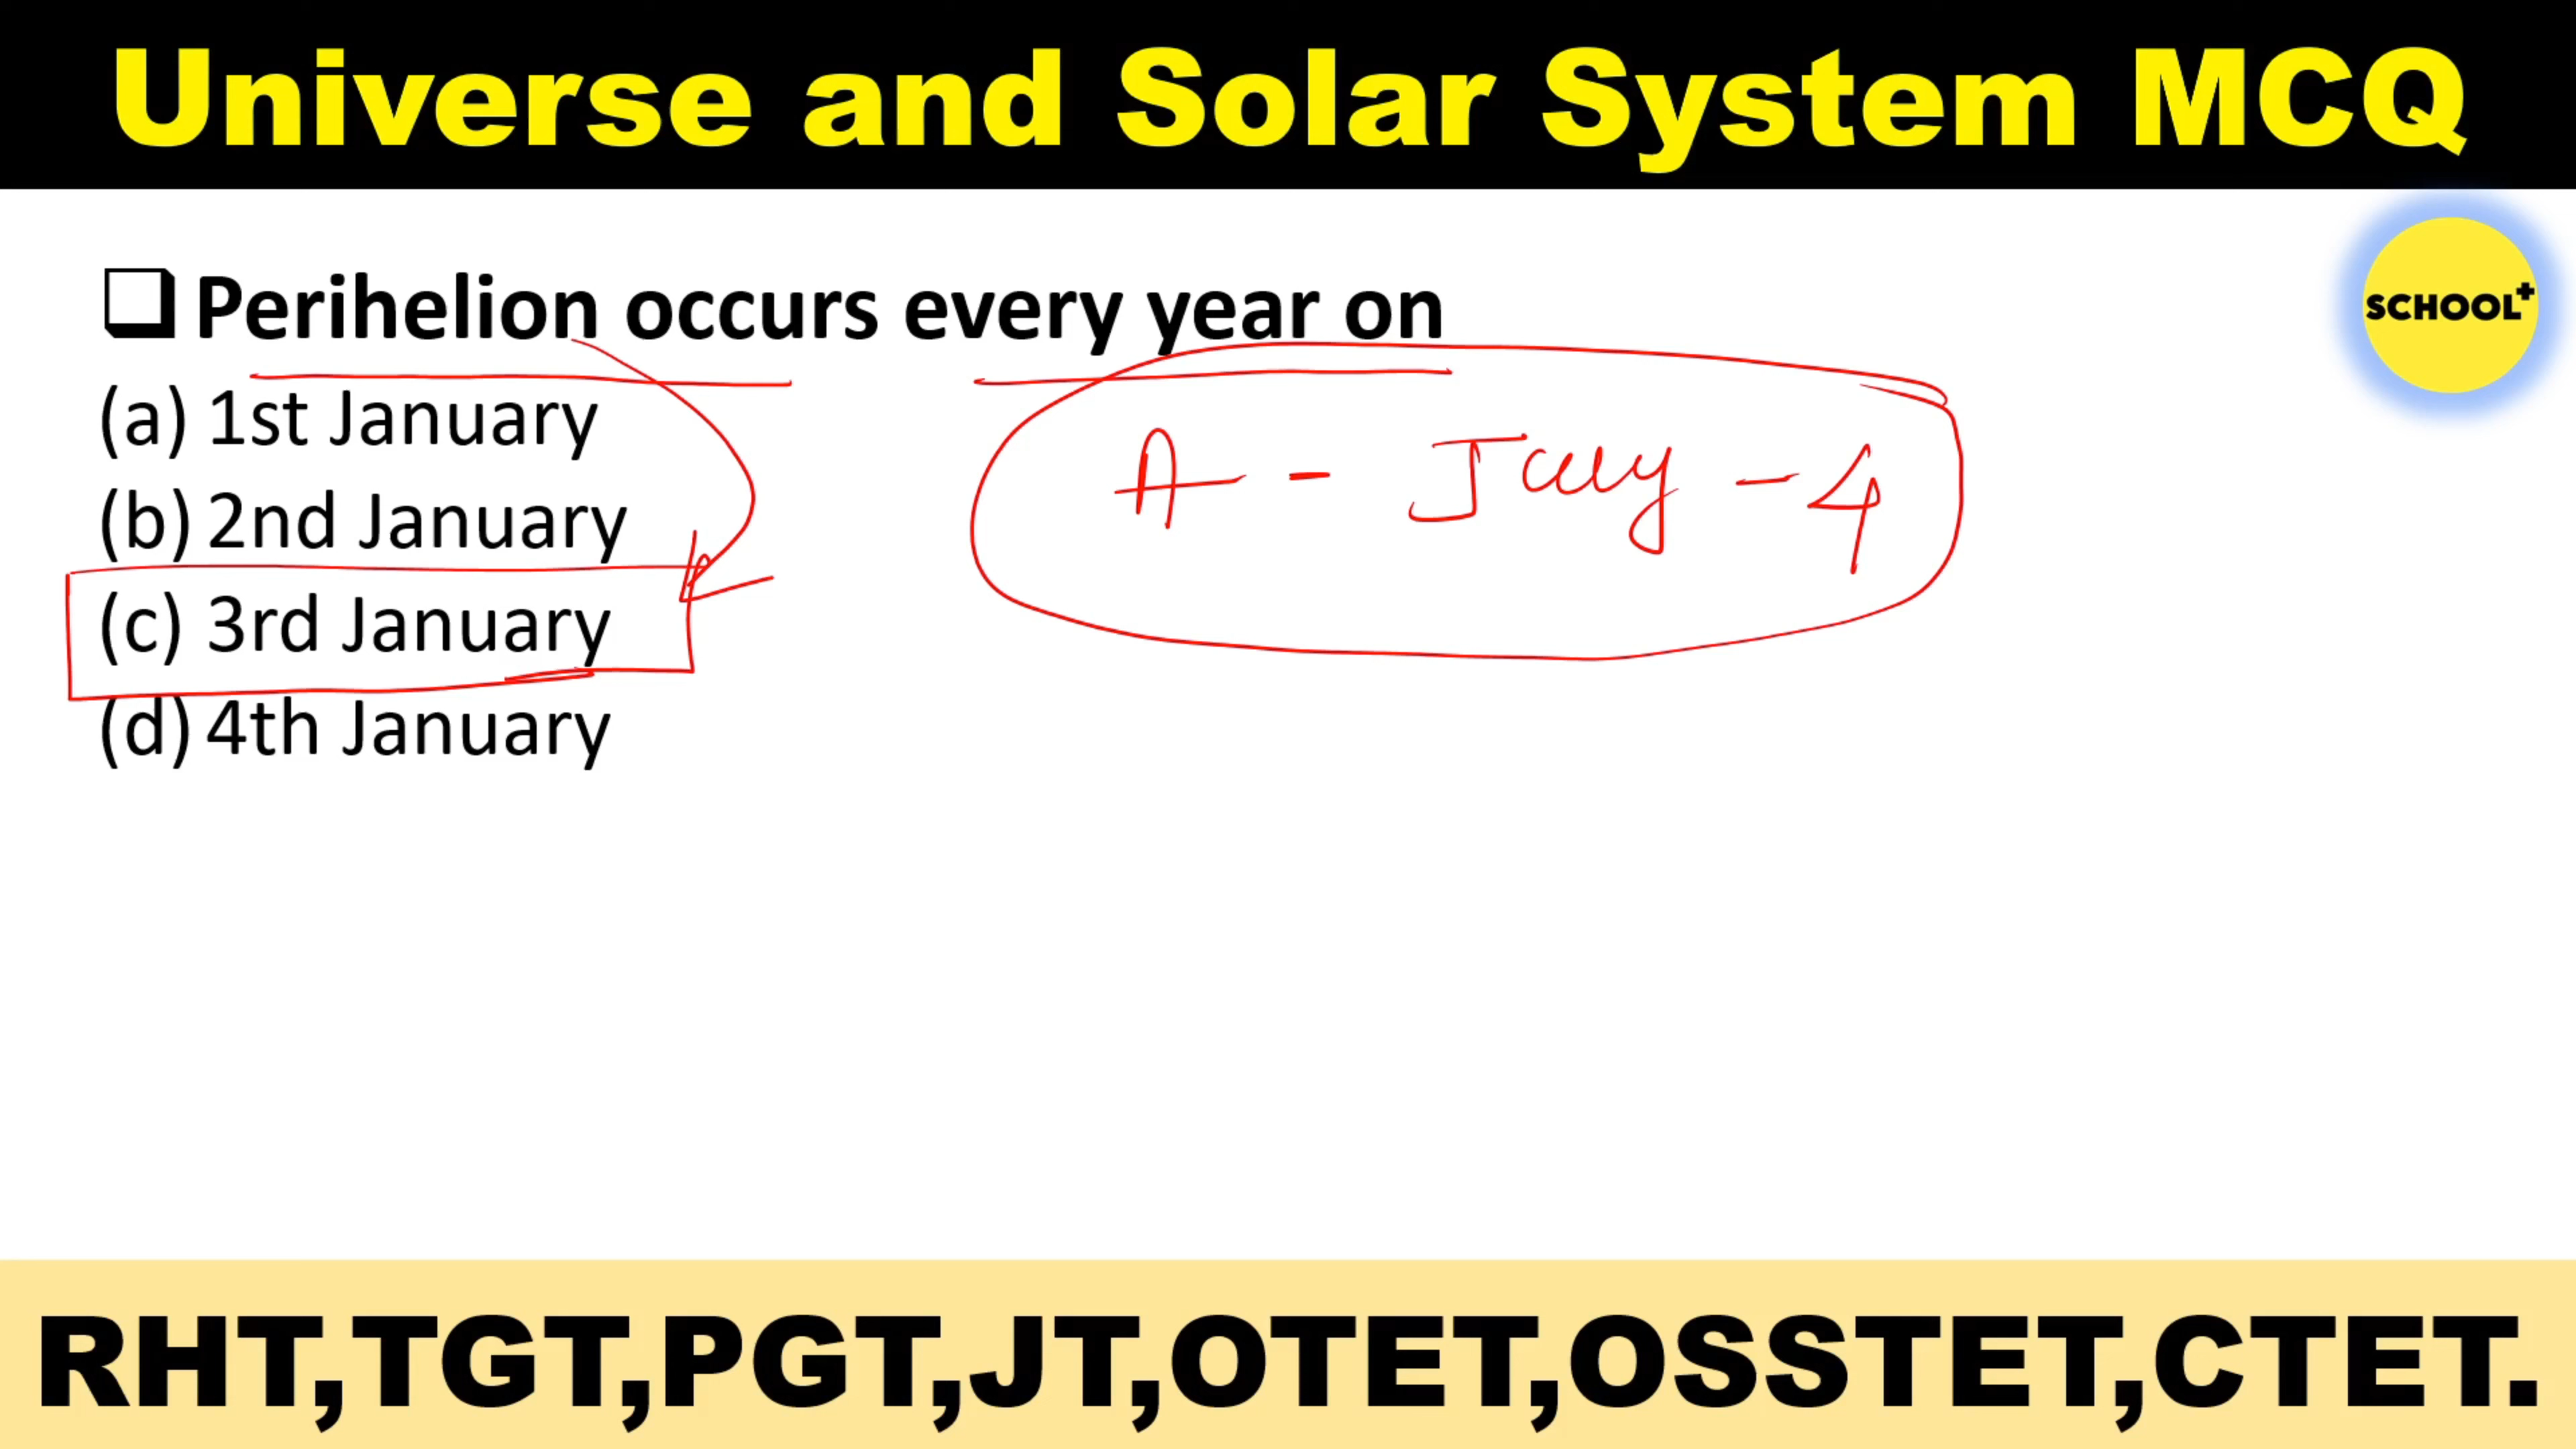 Universe and Solar System MCQ
SCHOOL+
❑ Perihelion occurs every year on
(a) 1st January
(b) 2nd January
(c) 3rd January
(d) 4th January
A - July - 4
RHT,TGT,PGT,JT,OTET,OSSTET,CTET.